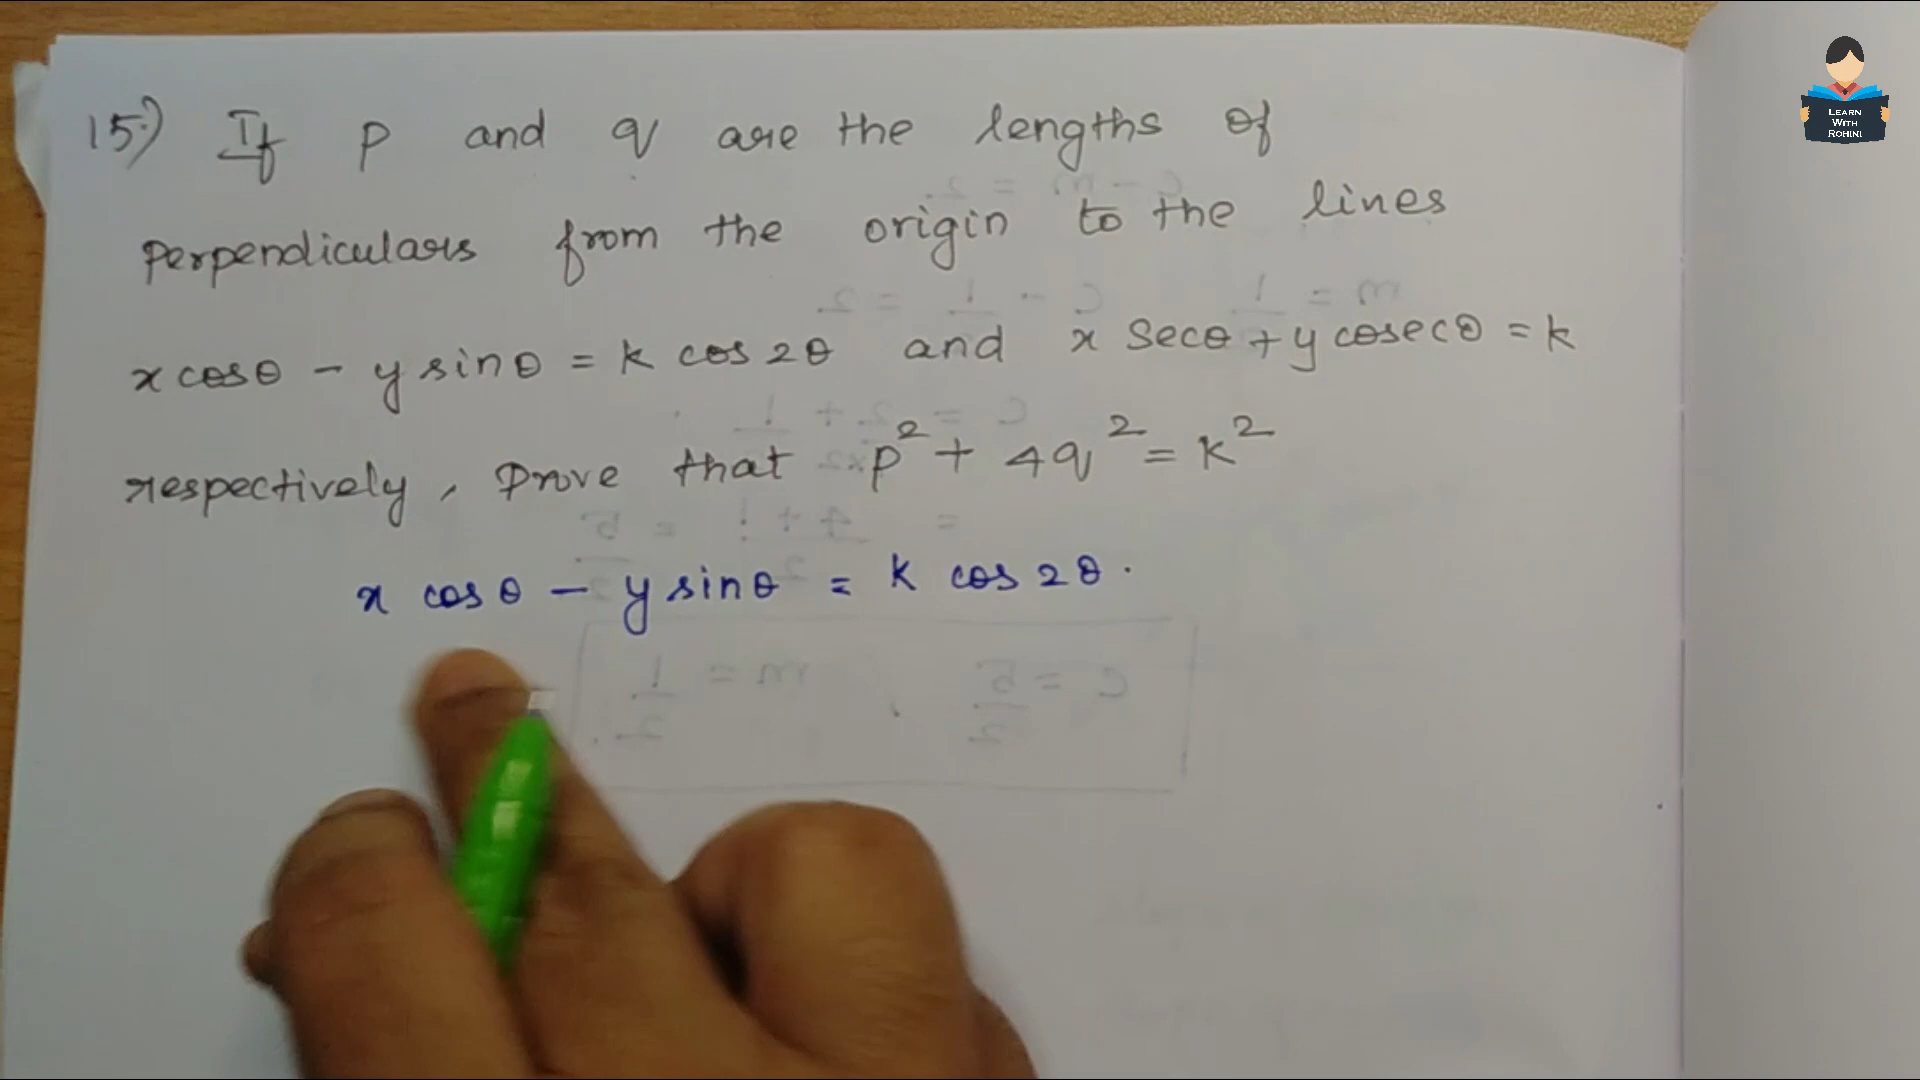 15.) If p and q are the lengths of
perpendiculars from the origin to the lines
x cosθ - y sinθ = k cos 2θ and x secθ + y cosecθ = k
respectively, Prove that p² + 4q² = k²
x cosθ - y sinθ = k cos 2θ.
LEARN
WITH
ROHINI